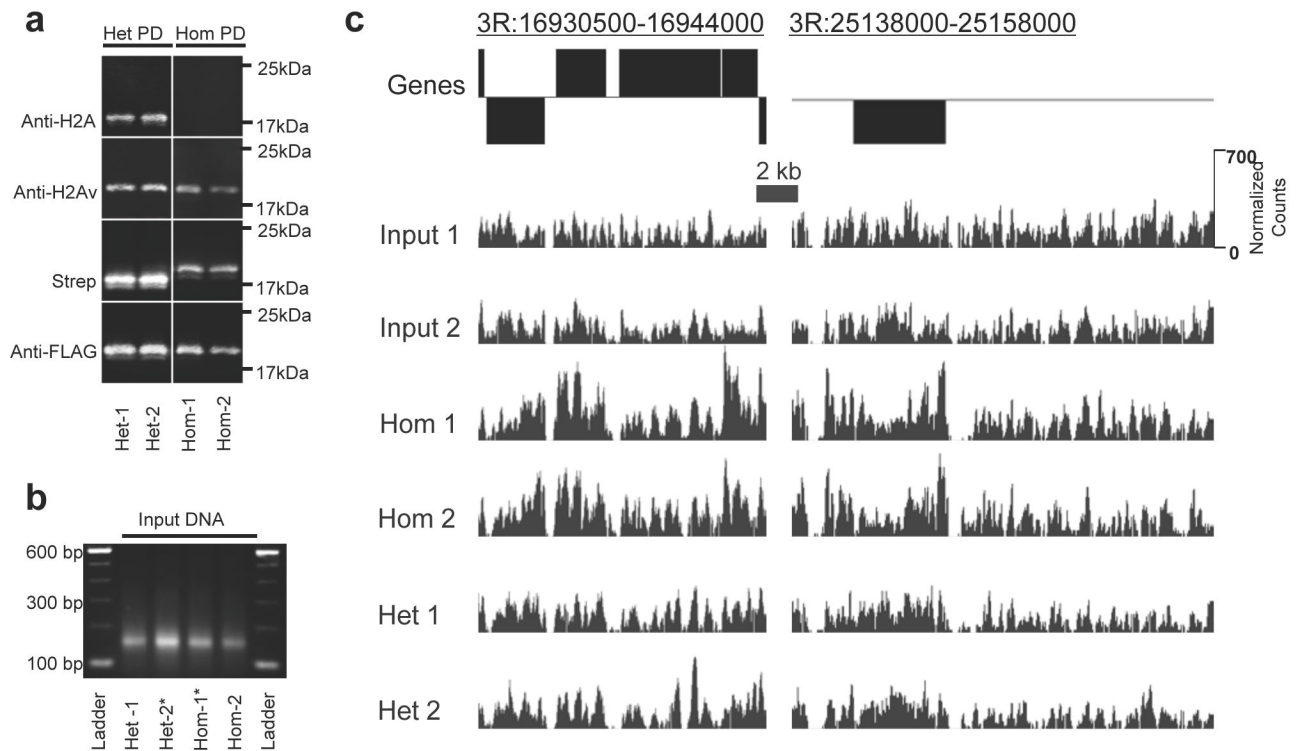 a
Het PD Hom PD
25kDa
Anti-H2A
17kDa
25kDa
Anti-H2Av
17kDa
25kDa
Strep
17kDa
25kDa
Anti-FLAG
17kDa
Het-1
Het-2
Hom-1
Hom-2
b
Input DNA
600 bp
300 bp
100 bp
Ladder
Het -1
Het-2*
Hom-1*
Hom-2
Ladder
c
3R:16930500-16944000 3R:25138000-25158000
Genes
2 kb
700
0
Normalized
Counts
Input 1
Input 2
Hom 1
Hom 2
Het 1
Het 2